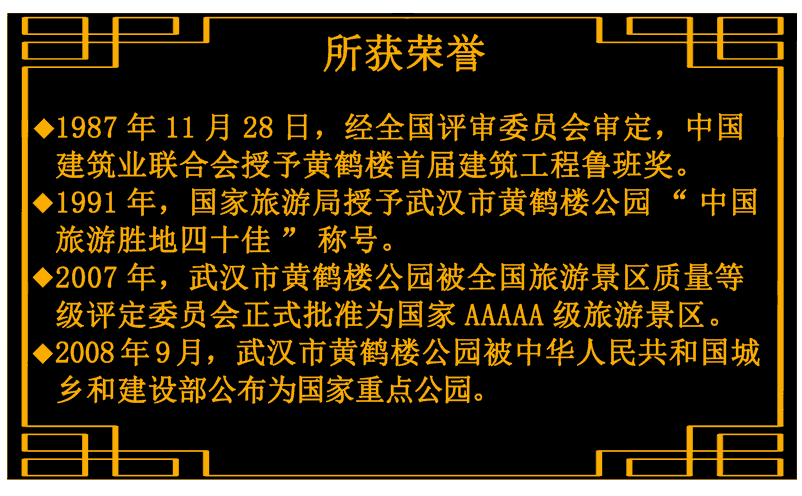 所获荣誉
◆1987年11月28日，经全国评审委员会审定，中国
建筑业联合会授予黄鹤楼首届建筑工程鲁班奖。
◆1991年，国家旅游局授予武汉市黄鹤楼公园“中国
旅游胜地四十佳”称号。
◆2007年，武汉市黄鹤楼公园被全国旅游景区质量等
级评定委员会正式批准为国家AAAAA级旅游景区。
◆2008年9月，武汉市黄鹤楼公园被中华人民共和国城
乡和建设部公布为国家重点公园。